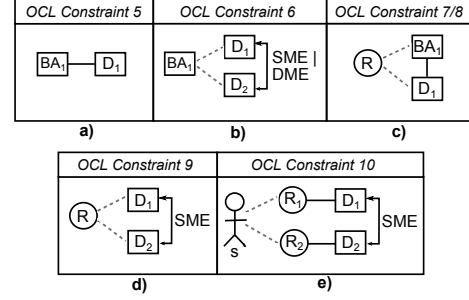 OCL Constraint 5
OCL Constraint 6
OCL Constraint 7/8
BA₁ D₁
BA₁ D₁ D₂ SME |
DME
R BA₁ D₁
a)
b)
c)
OCL Constraint 9
OCL Constraint 10
R D₁ D₂ SME
s R₁ D₁ R₂ D₂ SME
d)
e)